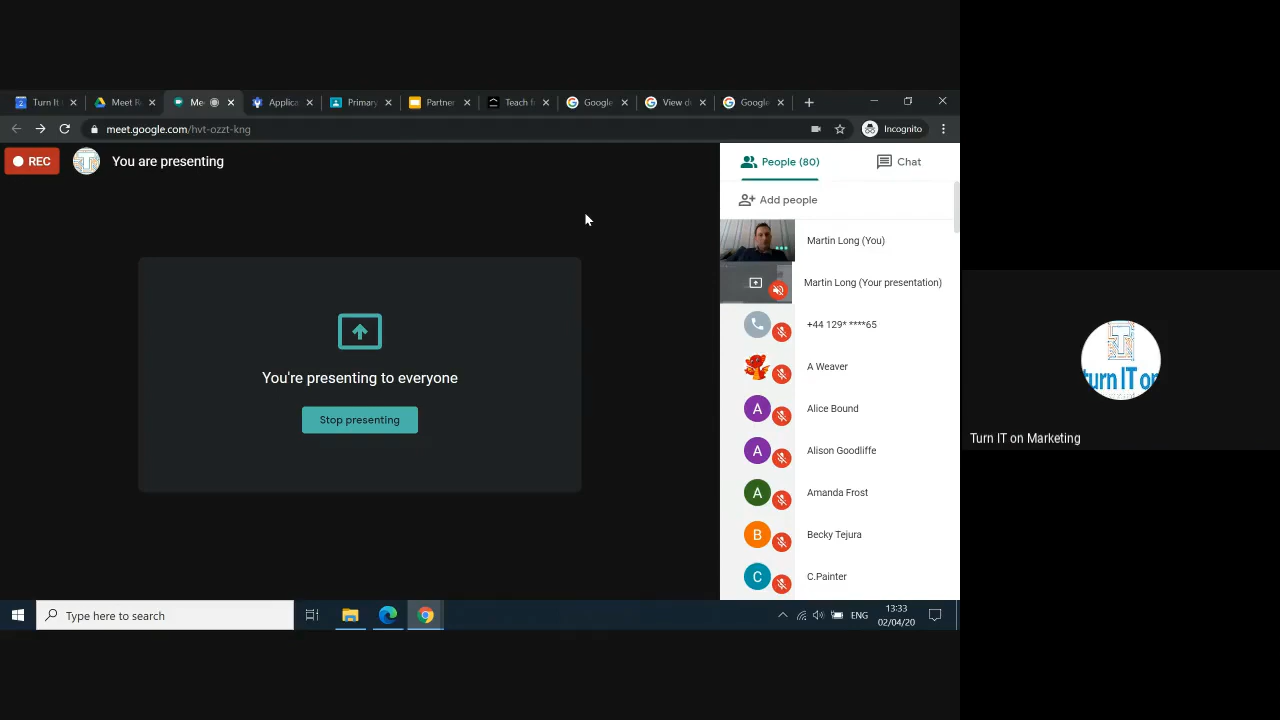 Turn It
Meet R
Me
Applica
Primary
Partner
Teach f
Google
View d
Google
meet.google.com/hvt-ozzt-kng
Incognito
REC
You are presenting
People (80)
Chat
Add people
Martin Long (You)
Martin Long (Your presentation)
+44 129* ****65
A Weaver
A
Alice Bound
A
Alison Goodliffe
A
Amanda Frost
B
Becky Tejura
C
C.Painter
You're presenting to everyone
Stop presenting
turn IT on
Turn IT on Marketing
Type here to search
ENG
13:33
02/04/20